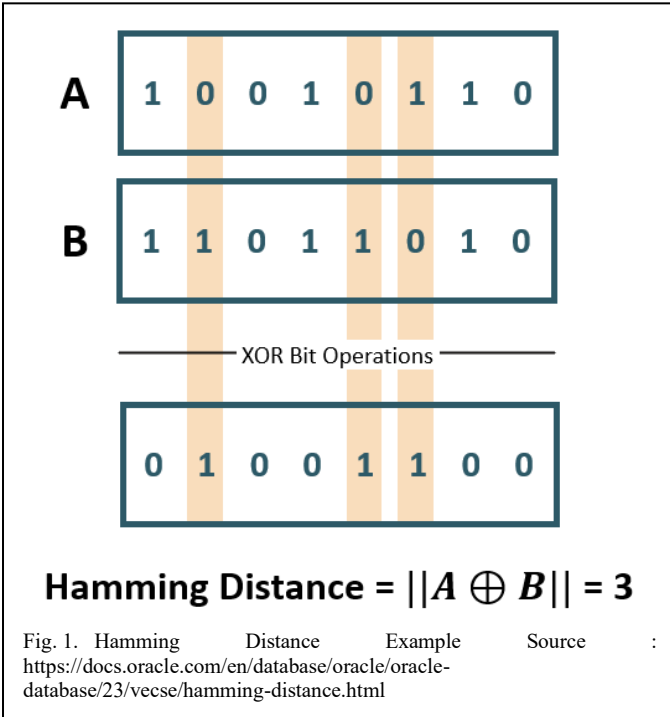 A 1 0 0 1 0 1 1 0
B 1 1 0 1 1 0 1 0
XOR Bit Operations
0 1 0 0 1 1 0 0
Hamming Distance = ||A ⊕ B|| = 3
Fig. 1. Hamming Distance Example Source :
https://docs.oracle.com/en/database/oracle/oracle-
database/23/vecse/hamming-distance.html